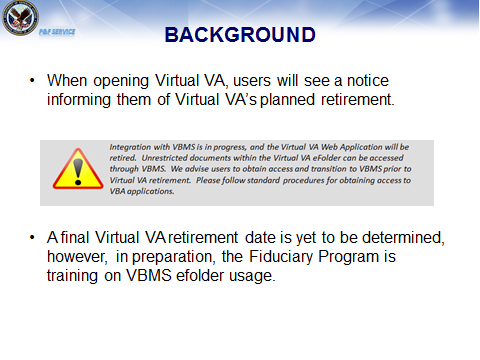 P&F SERVICE
BACKGROUND
• When opening Virtual VA, users will see a notice
informing them of Virtual VA's planned retirement.
Integration with VBMS is in progress, and the Virtual VA Web Application will be
retired. Unrestricted documents within the Virtual VA eFolder can be accessed
through VBMS. We advise users to obtain access and transition to VBMS prior to
Virtual VA retirement. Please follow standard procedures for obtaining access to
VBA applications.
• A final Virtual VA retirement date is yet to be determined,
however, in preparation, the Fiduciary Program is
training on VBMS efolder usage.